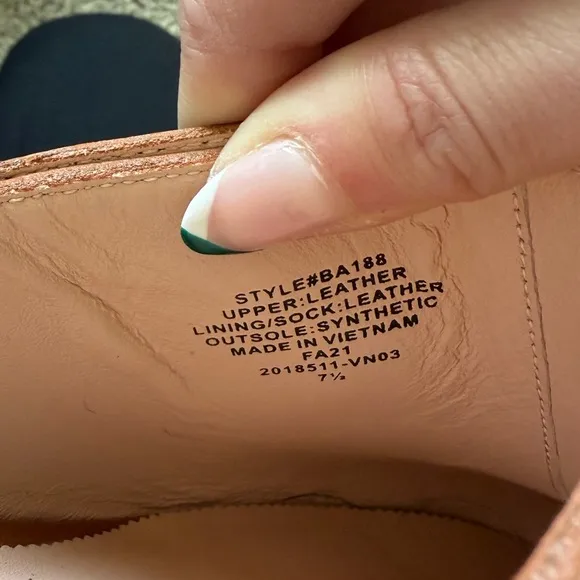 STYLE#BA188
UPPER:LEATHER
LINING/SOCK:LEATHER
OUTSOLE:SYNTHETIC
MADE IN VIETNAM
FA21
2018511-VN03
7½